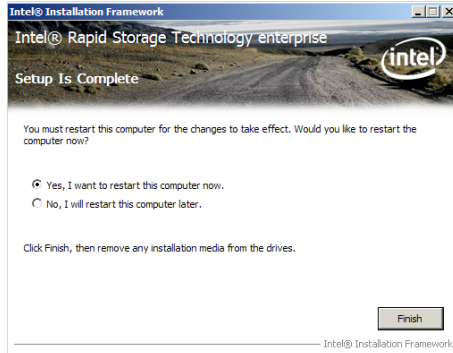 Intel® Installation Framework
Intel® Rapid Storage Technology enterprise
intel
Setup Is Complete
You must restart this computer for the changes to take effect. Would you like to restart the
computer now?
Yes, I want to restart this computer now.
No, I will restart this computer later.
Click Finish, then remove any installation media from the drives.
Finish
Intel® Installation Framework